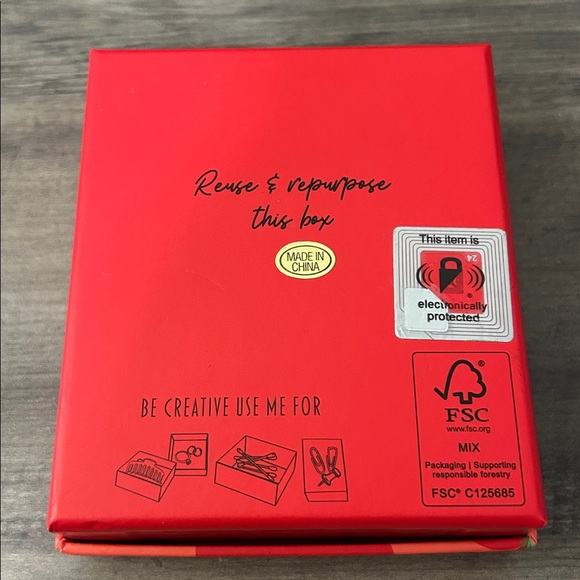 Reuse & repurpose
this box
MADE IN
CHINA
This item is
24
®
electronically
protected
BE CREATIVE USE ME FOR
®
FSC
www.fsc.org
MIX
Packaging | Supporting
responsible forestry
FSC® C125685